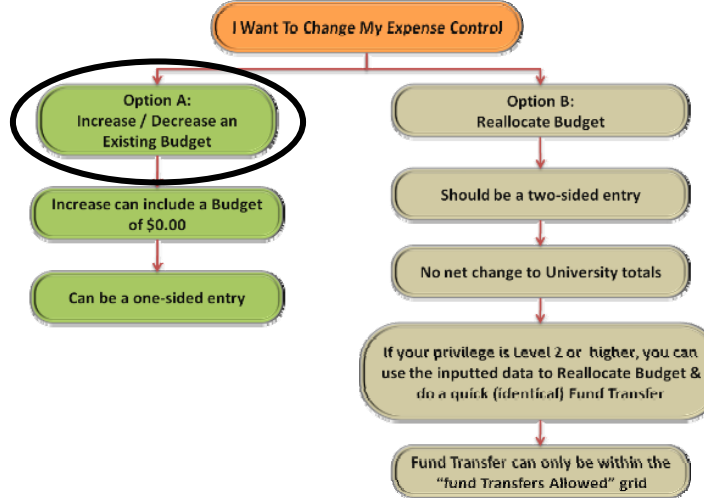 I Want To Change My Expense Control
Option A:
Increase / Decrease an
Existing Budget
Increase can include a Budget
of $0.00
Can be a one-sided entry
Option B:
Reallocate Budget
Should be a two-sided entry
No net change to University totals
If your privilege is Level 2 or higher, you can
use the inputted data to Reallocate Budget &
do a quick (identical) Fund Transfer
Fund Transfer can only be within the
“fund Transfers Allowed” grid